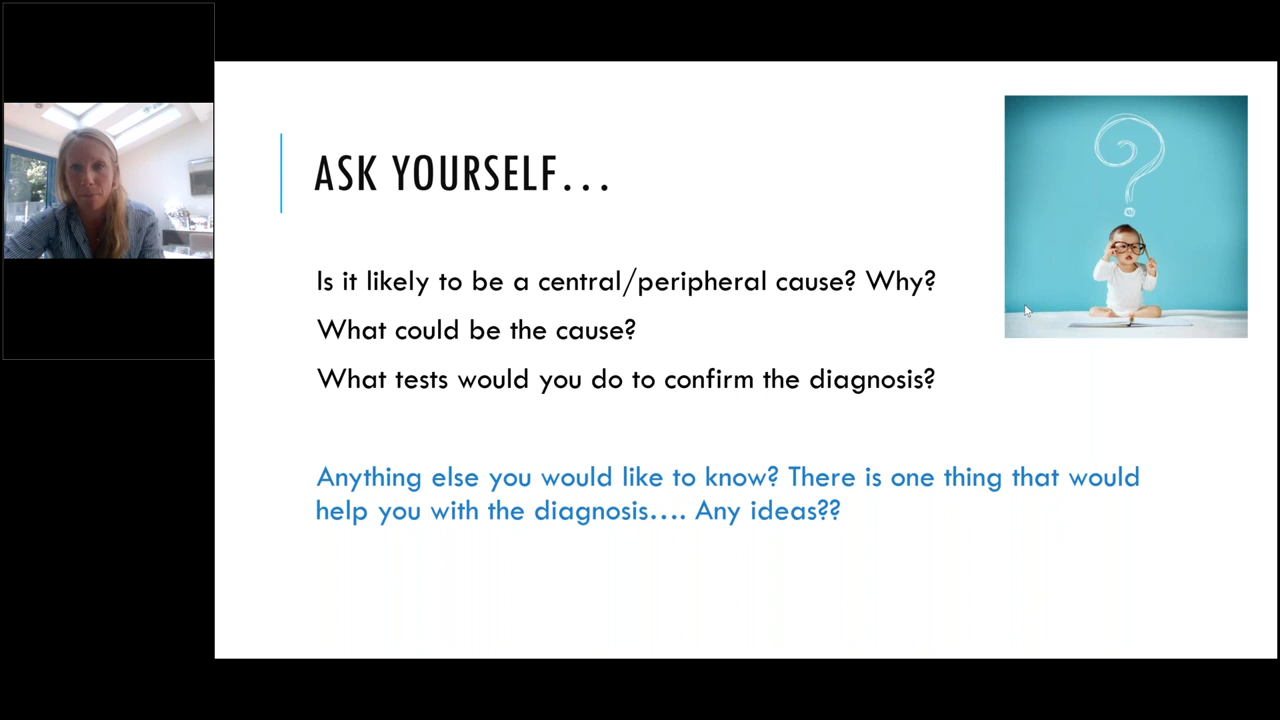 ASK YOURSELF...
Is it likely to be a central/peripheral cause? Why?
What could be the cause?
What tests would you do to confirm the diagnosis?
Anything else you would like to know? There is one thing that would
help you with the diagnosis.... Any ideas??